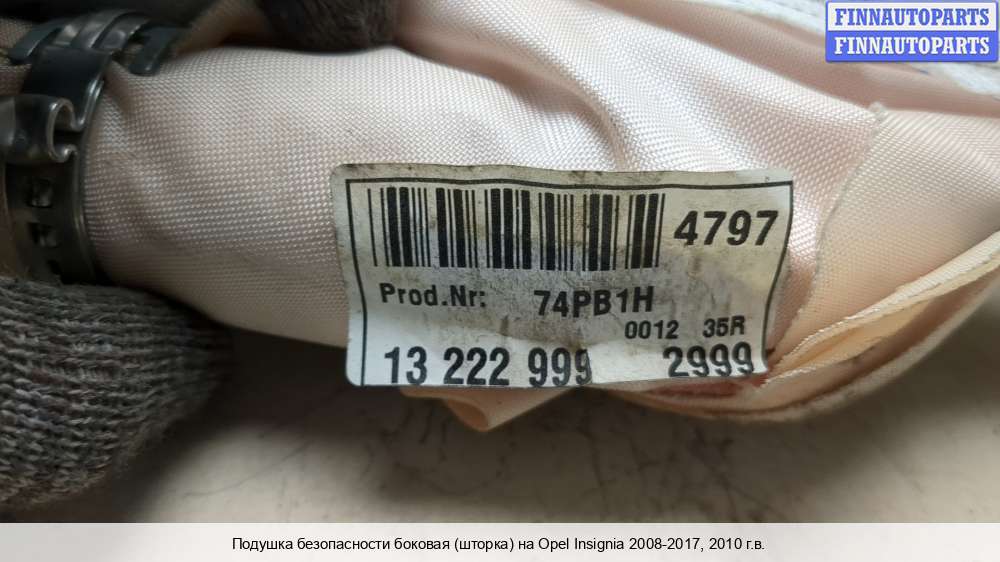 FINNAUTOPARTS
FINNAUTOPARTS
4797
Prod.Nr: 74PB1H
0012 35R
13 222 999 2999
Подушка безопасности боковая (шторка) на Opel Insignia 2008-2017, 2010 г.в.